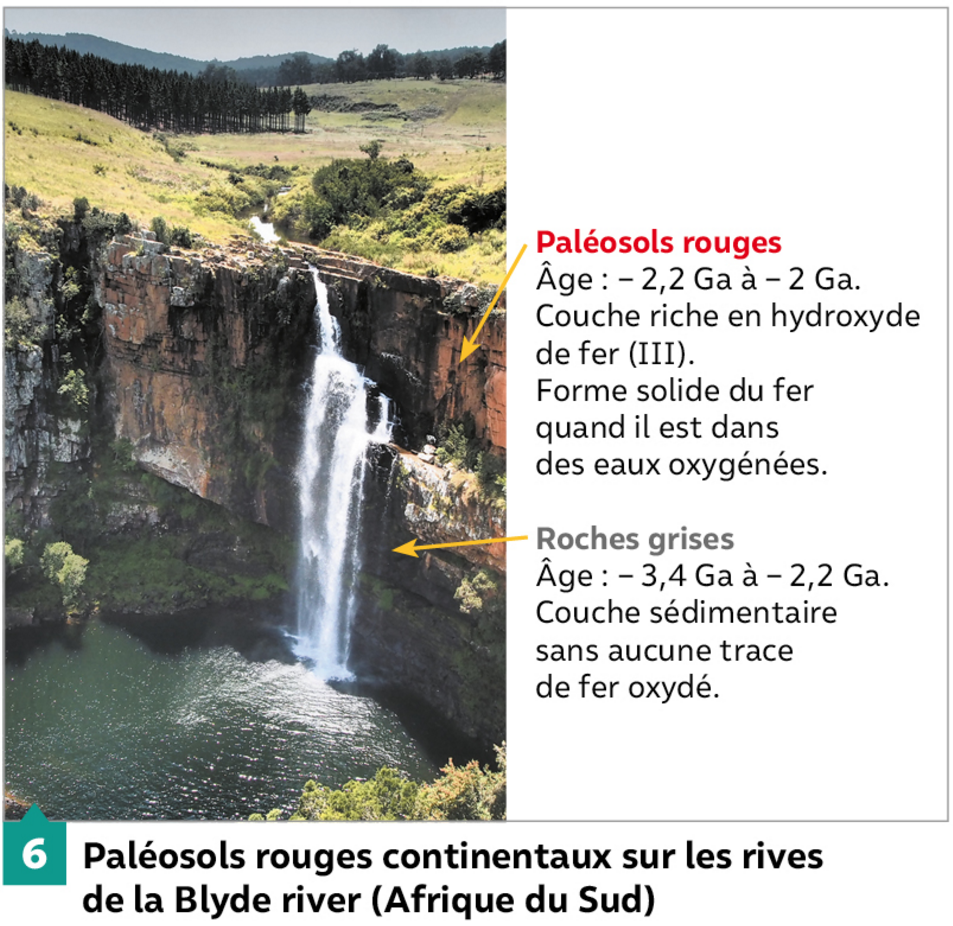 Paléosols rouges
Âge : – 2,2 Ga à – 2 Ga.
Couche riche en hydroxyde
de fer (III).
Forme solide du fer
quand il est dans
des eaux oxygénées.
Roches grises
Âge : – 3,4 Ga à – 2,2 Ga.
Couche sédimentaire
sans aucune trace
de fer oxydé.
6 Paléosols rouges continentaux sur les rives
de la Blyde river (Afrique du Sud)